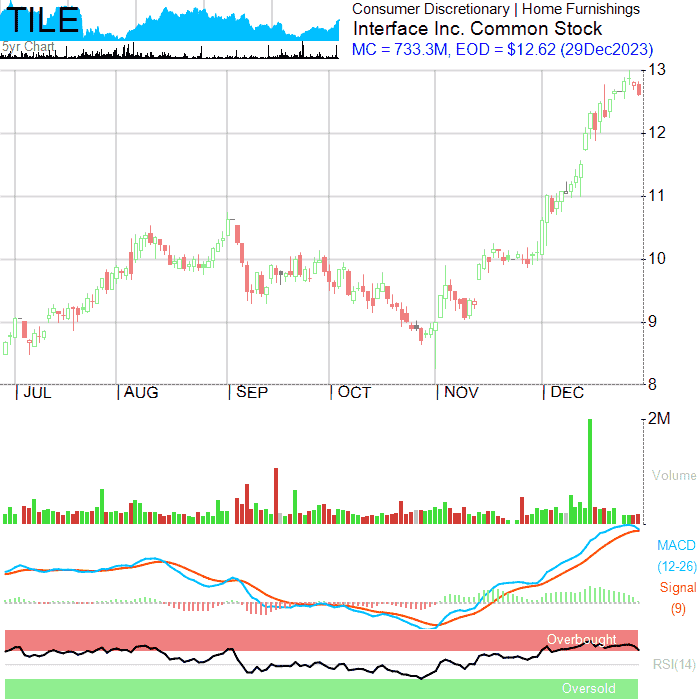 TILE
5yr Chart
Consumer Discretionary | Home Furnishings
Interface Inc. Common Stock
MC = 733.3M, EOD = $12.62 (29Dec2023)
13
12
11
10
9
8
JUL AUG SEP OCT NOV DEC
2M
Volume
MACD
(12-26)
Signal
(9)
Overbought
RSI(14)
Oversold